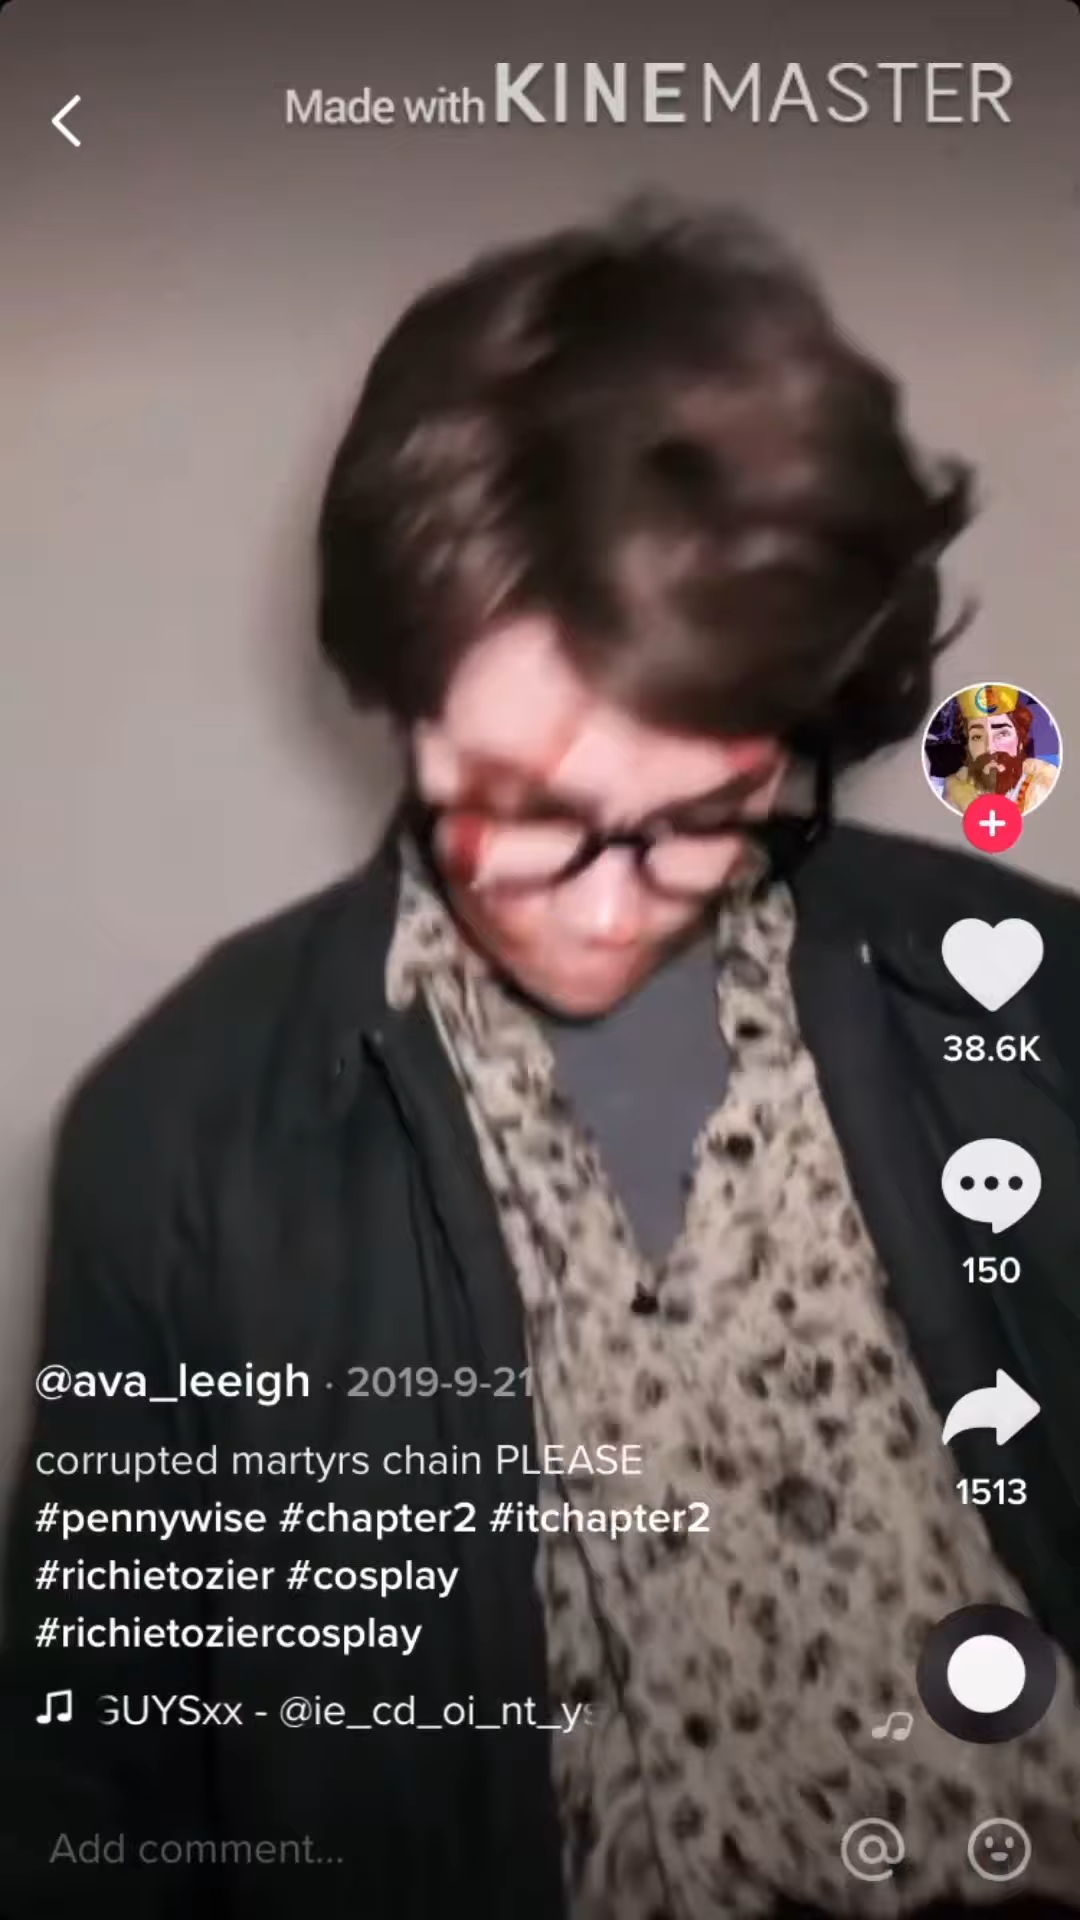 Made with KINEMASTER
38.6K
150
1513
@ava_leeigh · 2019-9-21
corrupted martyrs chain PLEASE
#pennywise #chapter2 #itchapter2
#richietozier #cosplay
#richietoziercosplay
GUYSxx - @ie_cd_oi_nt_ys
Add comment...